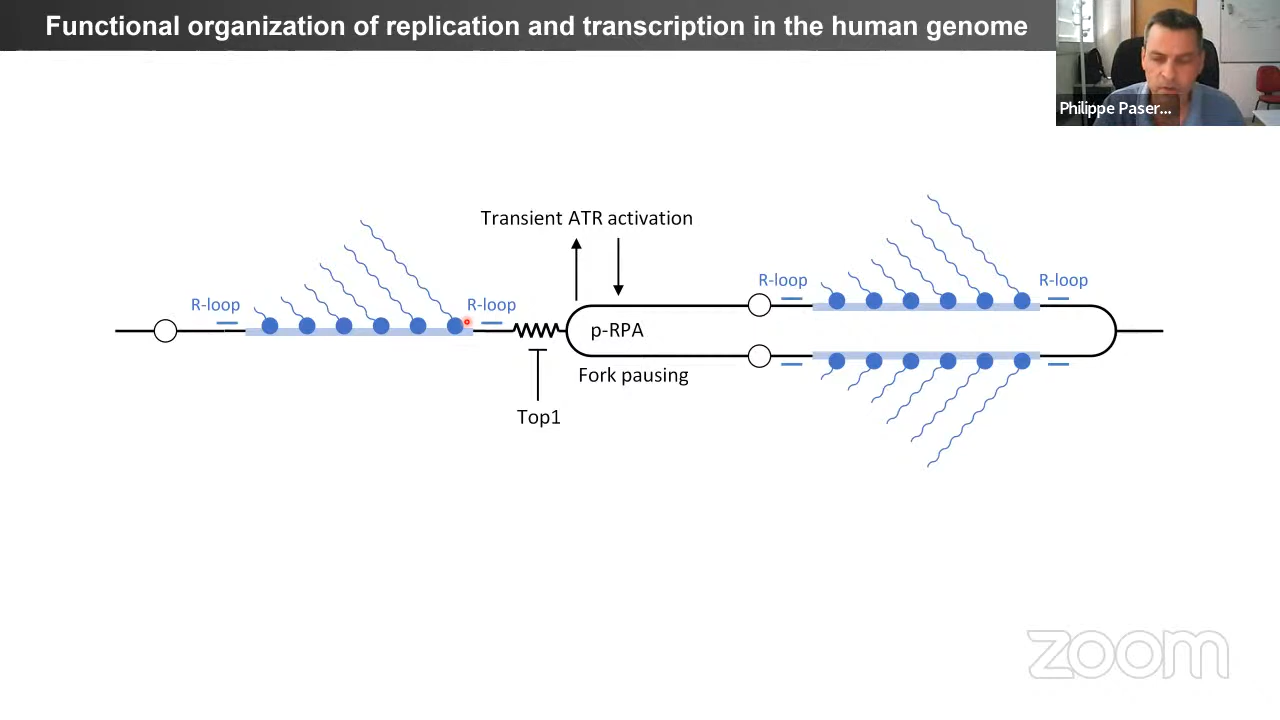 Functional organization of replication and transcription in the human genome
Philippe Paser...
Transient ATR activation
R-loop
R-loop
R-loop
R-loop
p-RPA
Fork pausing
Top1
zoom